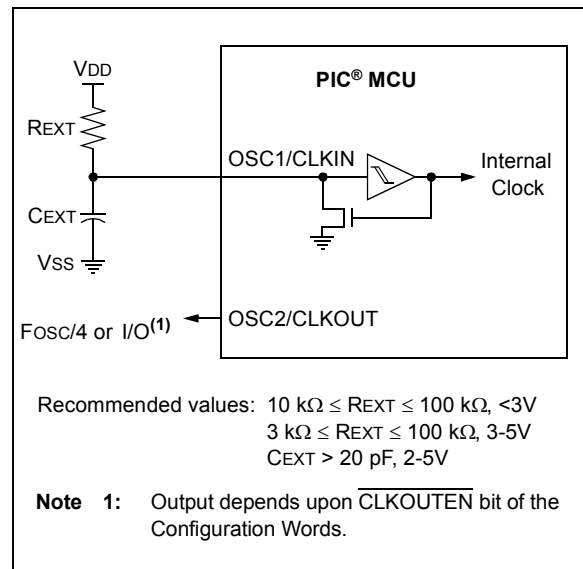 VDD
PIC® MCU
REXT
OSC1/CLKIN
Internal
Clock
CEXT
VSS
OSC2/CLKOUT
FOSC/4 or I/O(1)
Recommended values: 10 kΩ ≤ REXT ≤ 100 kΩ, <3V
3 kΩ ≤ REXT ≤ 100 kΩ, 3-5V
CEXT > 20 pF, 2-5V
Note 1: Output depends upon CLKOUTEN bit of the
Configuration Words.